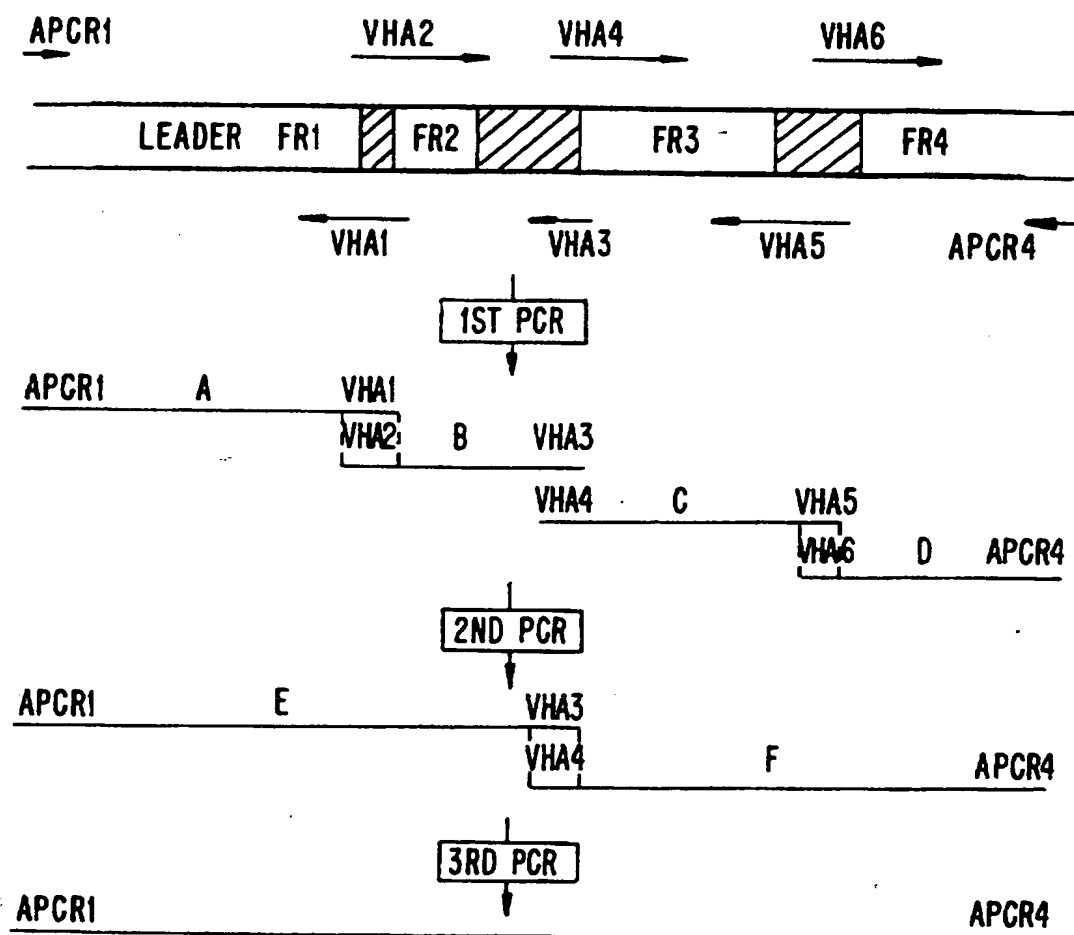 APCR1 VHA2 VHA4 VHA6
LEADER FR1 FR2 FR3 FR4
VHA1 VHA3 VHA5 APCR4
1ST PCR
APCR1 A VHA1
VHA2 B VHA3
VHA4 C VHA5
VHA6 D APCR4
2ND PCR
APCR1 E VHA3
VHA4 F APCR4
3RD PCR
APCR1 APCR4